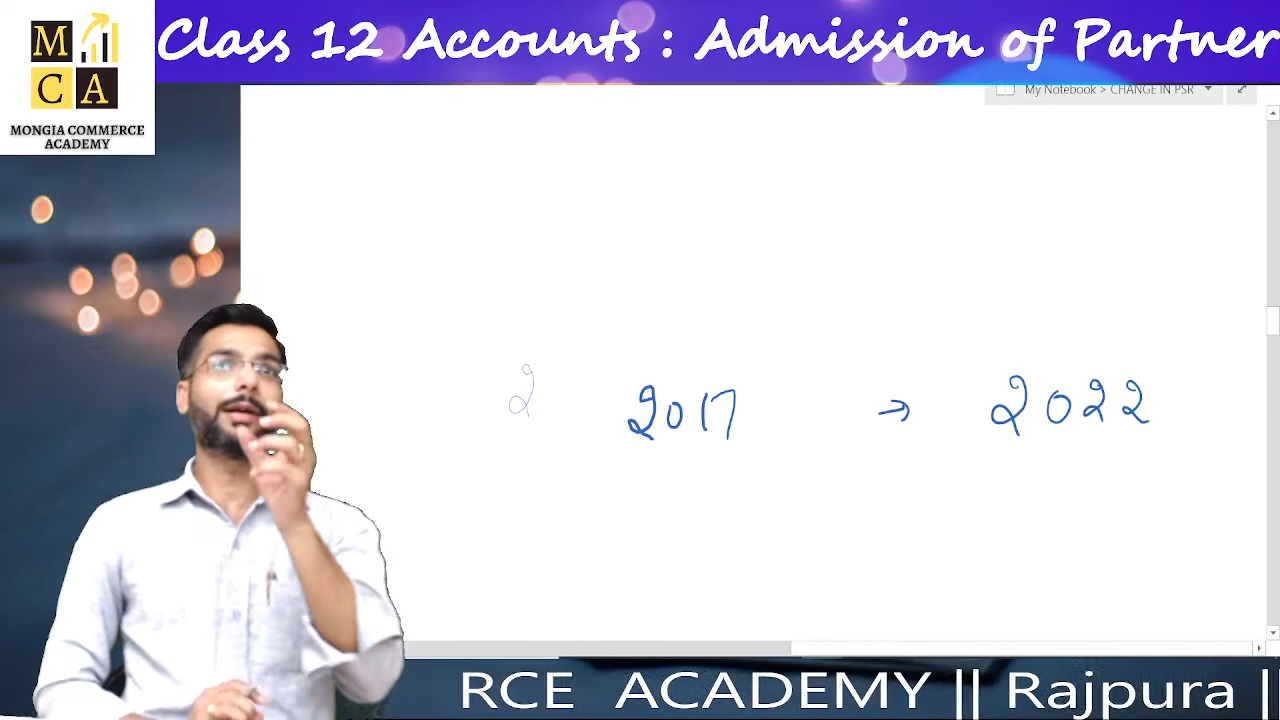 Class 12 Accounts : Admission of Partner
M
C A
MONGIA COMMERCE
ACADEMY
My Notebook > CHANGE IN PSR
2 2017 → 2022
RCE ACADEMY || Rajpura ||